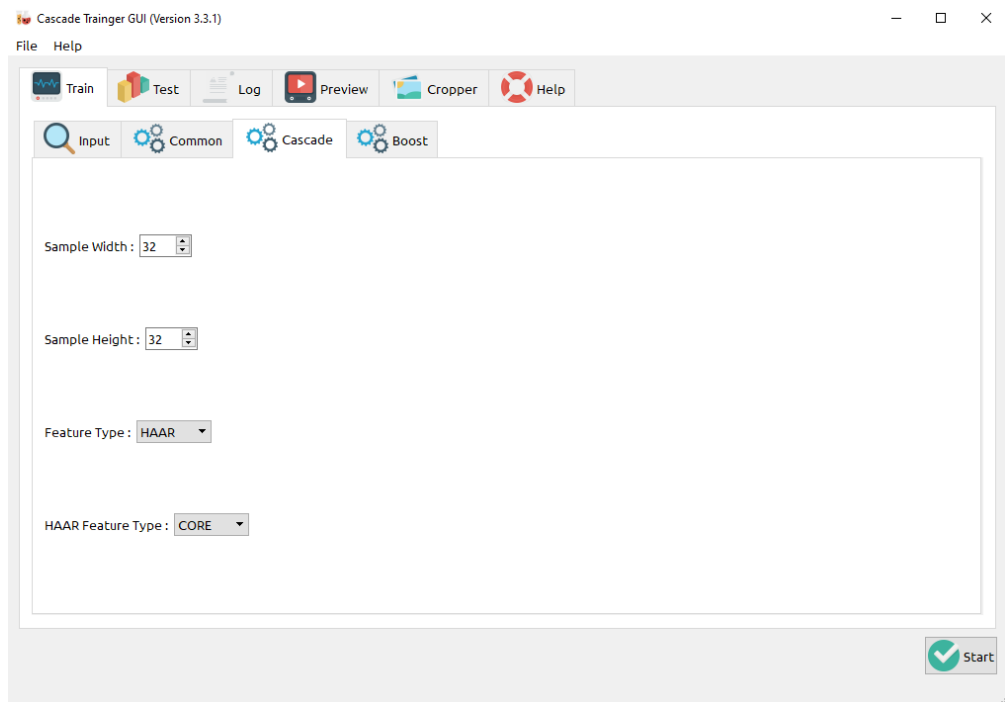 Cascade Trainger GUI (Version 3.3.1)
File Help
Train Test Log Preview Cropper Help
Input Common Cascade Boost
Sample Width : 32
Sample Height : 32
Feature Type : HAAR
HAAR Feature Type : CORE
Start